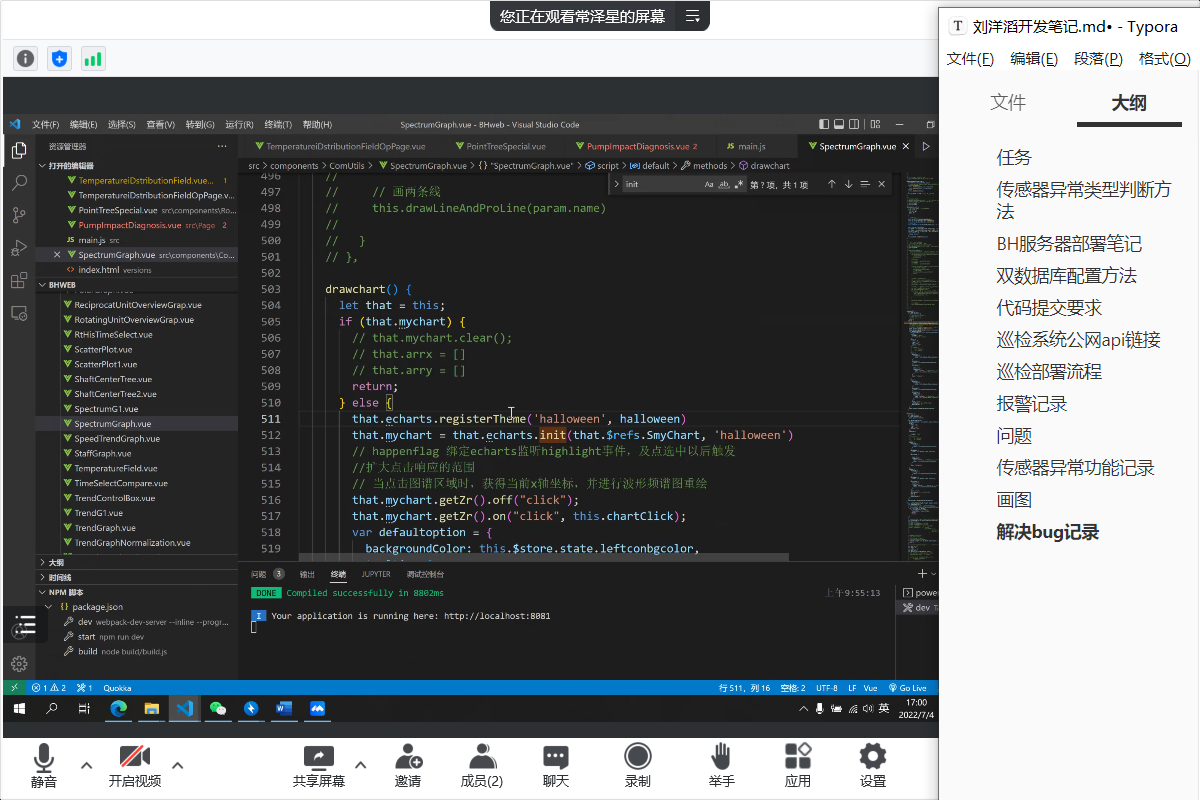 您正在观看常泽星的屏幕
刘洋滔开发笔记.md• - Typora
文件(F) 编辑(E) 段落(P) 格式(O)
文件 大纲
任务
传感器异常类型判断方
法
BH服务器部署笔记
双数据库配置方法
代码提交要求
巡检系统公网api链接
巡检部署流程
报警记录
问题
传感器异常功能记录
画图
解决bug记录
文件(F) 编辑(E) 选择(S) 查看(V) 转到(G) 运行(R) 终端(T) 帮助(H)
SpectrumGraph.vue - BHweb - Visual Studio Code
资源管理器
打开的编辑器
TemperatureiDstributionField.vue... 1
TemperatureiDstributionFieldOpPage.v...
PointTreeSpecial.vue src\components\Ro...
PumpImpactDiagnosis.vue src\Page 2
JS main.js src
SpectrumGraph.vue src\components\Co...
index.html versions
BHWEB
ReciprocatUnitOverviewGrap.vue
RotatingUnitOverviewGrap.vue
RtHisTimeSelect.vue
ScatterPlot.vue
ScatterPlot1.vue
ShaftCenterTree.vue
ShaftCenterTree2.vue
SpectrumG1.vue
SpectrumGraph.vue
SpeedTrendGraph.vue
StaffGraph.vue
TemperatureField.vue
TimeSelectCompare.vue
TrendControlBox.vue
TrendG1.vue
TrendGraph.vue
TrendGraphNormalization.vue
大纲
时间线
NPM 脚本
{} package.json
dev webpack-dev-server --inline --progr...
start npm run dev
build node build/build.js
TemperatureiDstributionFieldOpPage.vue PointTreeSpecial.vue PumpImpactDiagnosis.vue 2 JS main.js SpectrumGraph.vue
src > components > ComUtils > SpectrumGraph.vue > {} "SpectrumGraph.vue" > script > default > methods > drawchart
init Aa ab 第?项, 共1项
496 //
497 // // 画两条线
498 // this.drawLineAndProLine(param.name)
499 //
500 // }
501 // },
502
503 drawchart() {
504 let that = this;
505 if (that.mychart) {
506 // that.mychart.clear();
507 // that.arrx = []
508 // that.arry = []
509 return;
510 } else {
511 that.echarts.registerTheme('halloween', halloween)
512 that.mychart = that.echarts.init(that.$refs.SmyChart, 'halloween')
513 // happenflag 绑定echarts监听highlight事件, 及点选中以后触发
514 //扩大点击响应的范围
515 // 当点击图谱区域时, 获得当前x轴坐标, 并进行波形频谱图重绘
516 that.mychart.getZr().off("click");
517 that.mychart.getZr().on("click", this.chartClick);
518 var defaultoption = {
519 backgroundColor: this.$store.state.leftconbgcolor,
问题 3 输出 终端 JUPYTER 调试控制台
DONE Compiled successfully in 8802ms 上午9:55:13
I Your application is running here: http://localhost:8081
power
dev
1 2 1 Quokka
行 511, 列 16 空格: 2 UTF-8 LF Vue Go Live
英
17:00
2022/7/4
静音 开启视频 共享屏幕 邀请 成员(2) 聊天 录制 举手 应用 设置